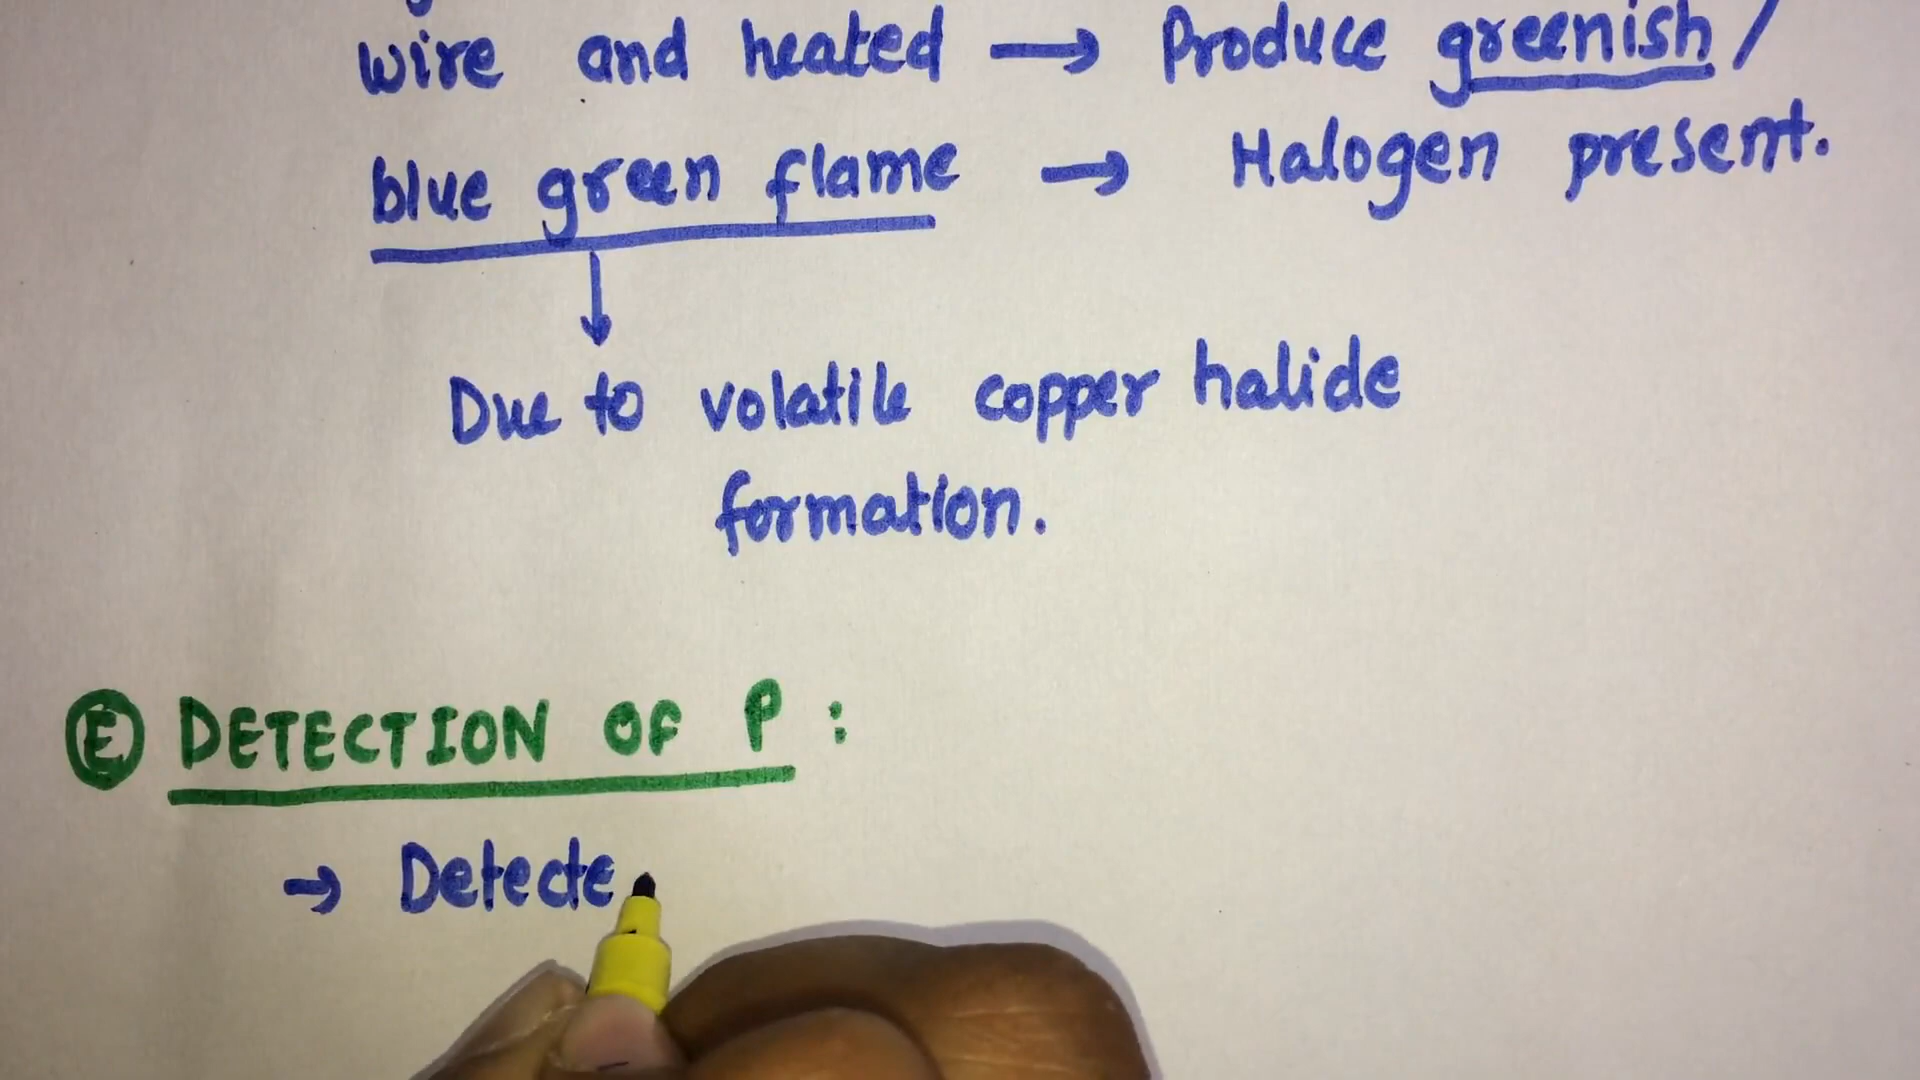 wire and heated → Produce greenish/
blue green flame → Halogen present.
↓
Due to volatile copper halide
formation.
Ⓔ DETECTION OF P :
→ Detecte